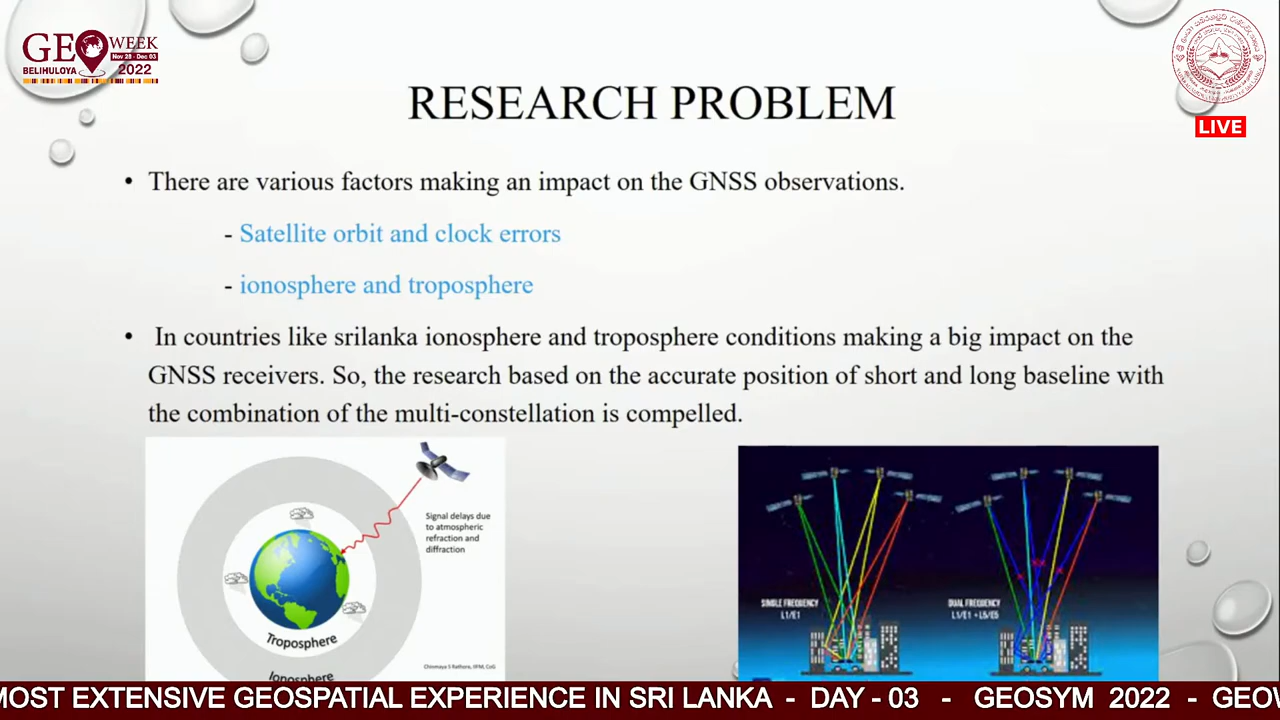 GEO WEEK
Nov 28 - Dec 03
BELIHULOYA 2022
LIVE
RESEARCH PROBLEM
• There are various factors making an impact on the GNSS observations.
- Satellite orbit and clock errors
- ionosphere and troposphere
• In countries like srilanka ionosphere and troposphere conditions making a big impact on the
GNSS receivers. So, the research based on the accurate position of short and long baseline with
the combination of the multi-constellation is compelled.
Signal delays due
to atmospheric
refraction and
diffraction
Troposphere
Ionosphere
Chinmaya S Rathore, IIFM, CoG
SINGLE FREQUENCY
L1/E1
DUAL FREQUENCY
L1/E1 + L5/E5
MOST EXTENSIVE GEOSPATIAL EXPERIENCE IN SRI LANKA - DAY - 03 - GEOSYM 2022 - GEOW